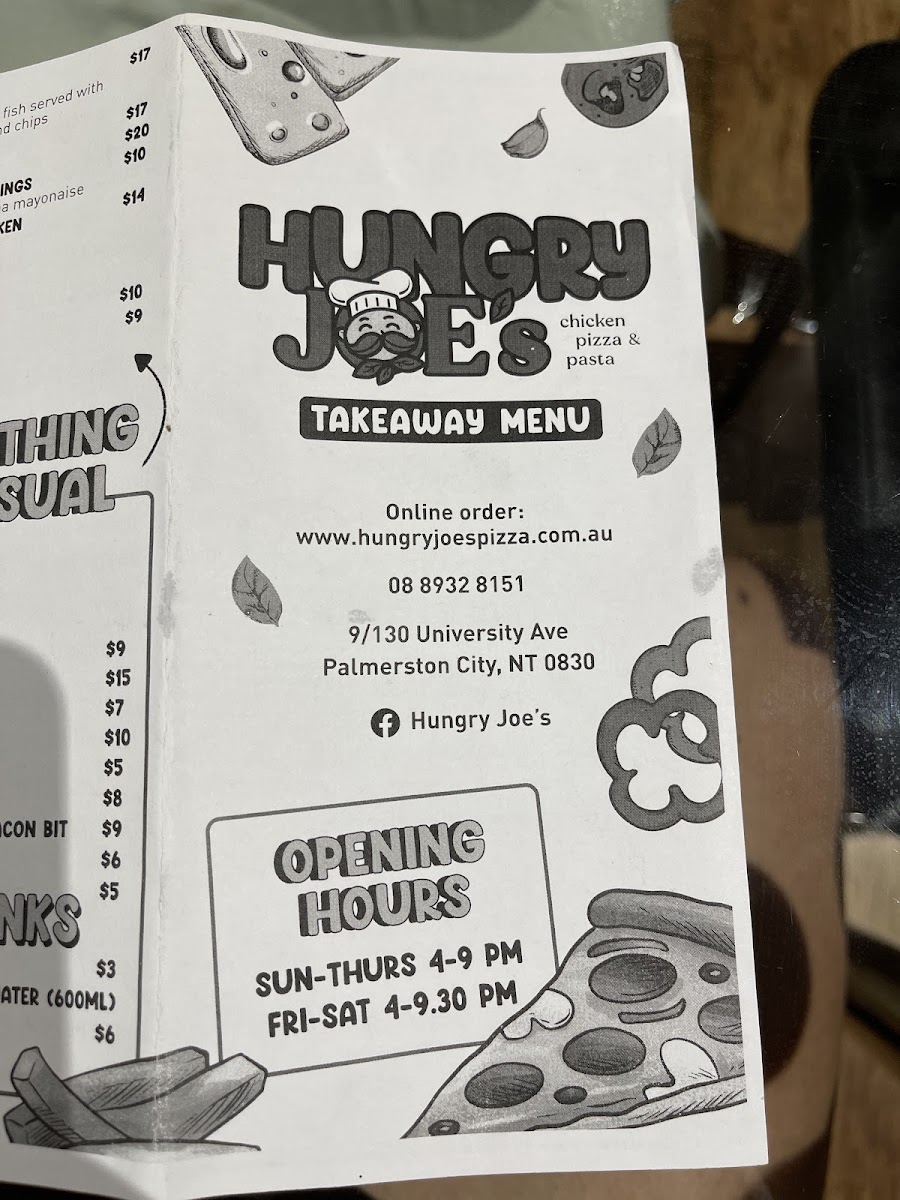 $17
fish served with
nd chips
$17
$20
$10
INGS
a mayonaise
$14
KEN
$10
$9
THING
SUAL
$9
$15
$7
$10
$5
$8
ACON BIT $9
$6
$5
NKS
$3
ATER (600ML)
$6
HUNGRY
JOE's
chicken
pizza &
pasta
TAKEAWAY MENU
Online order:
www.hungryjoespizza.com.au
08 8932 8151
9/130 University Ave
Palmerston City, NT 0830
Hungry Joe's
OPENING
HOURS
SUN-THURS 4-9 PM
FRI-SAT 4-9.30 PM